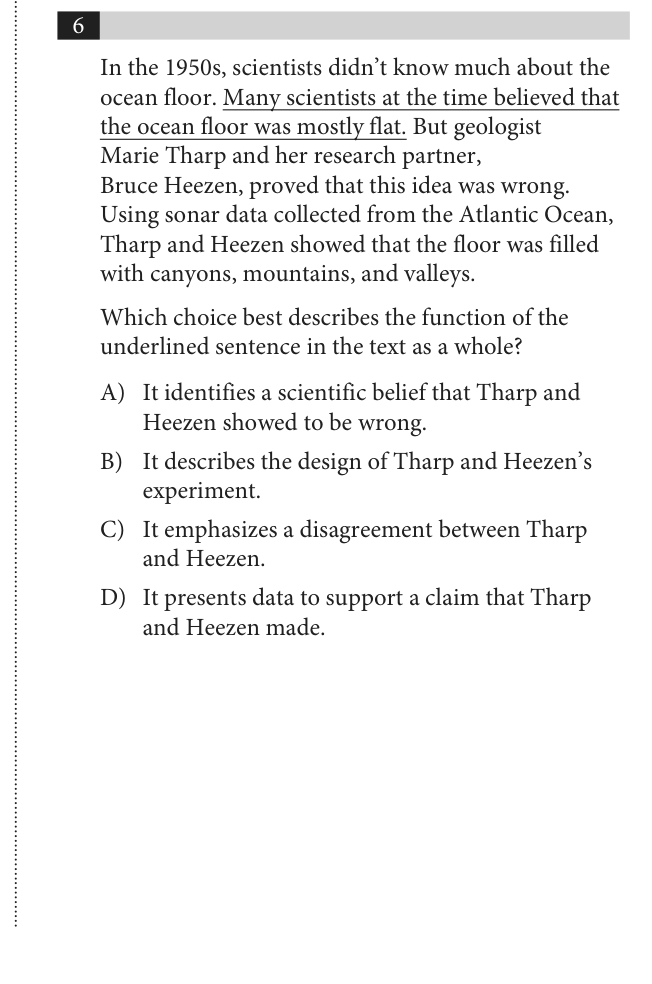 6
In the 1950s, scientists didn’t know much about the
ocean floor. Many scientists at the time believed that
the ocean floor was mostly flat. But geologist
Marie Tharp and her research partner,
Bruce Heezen, proved that this idea was wrong.
Using sonar data collected from the Atlantic Ocean,
Tharp and Heezen showed that the floor was filled
with canyons, mountains, and valleys.
Which choice best describes the function of the
underlined sentence in the text as a whole?
A) It identifies a scientific belief that Tharp and
Heezen showed to be wrong.
B) It describes the design of Tharp and Heezen’s
experiment.
C) It emphasizes a disagreement between Tharp
and Heezen.
D) It presents data to support a claim that Tharp
and Heezen made.